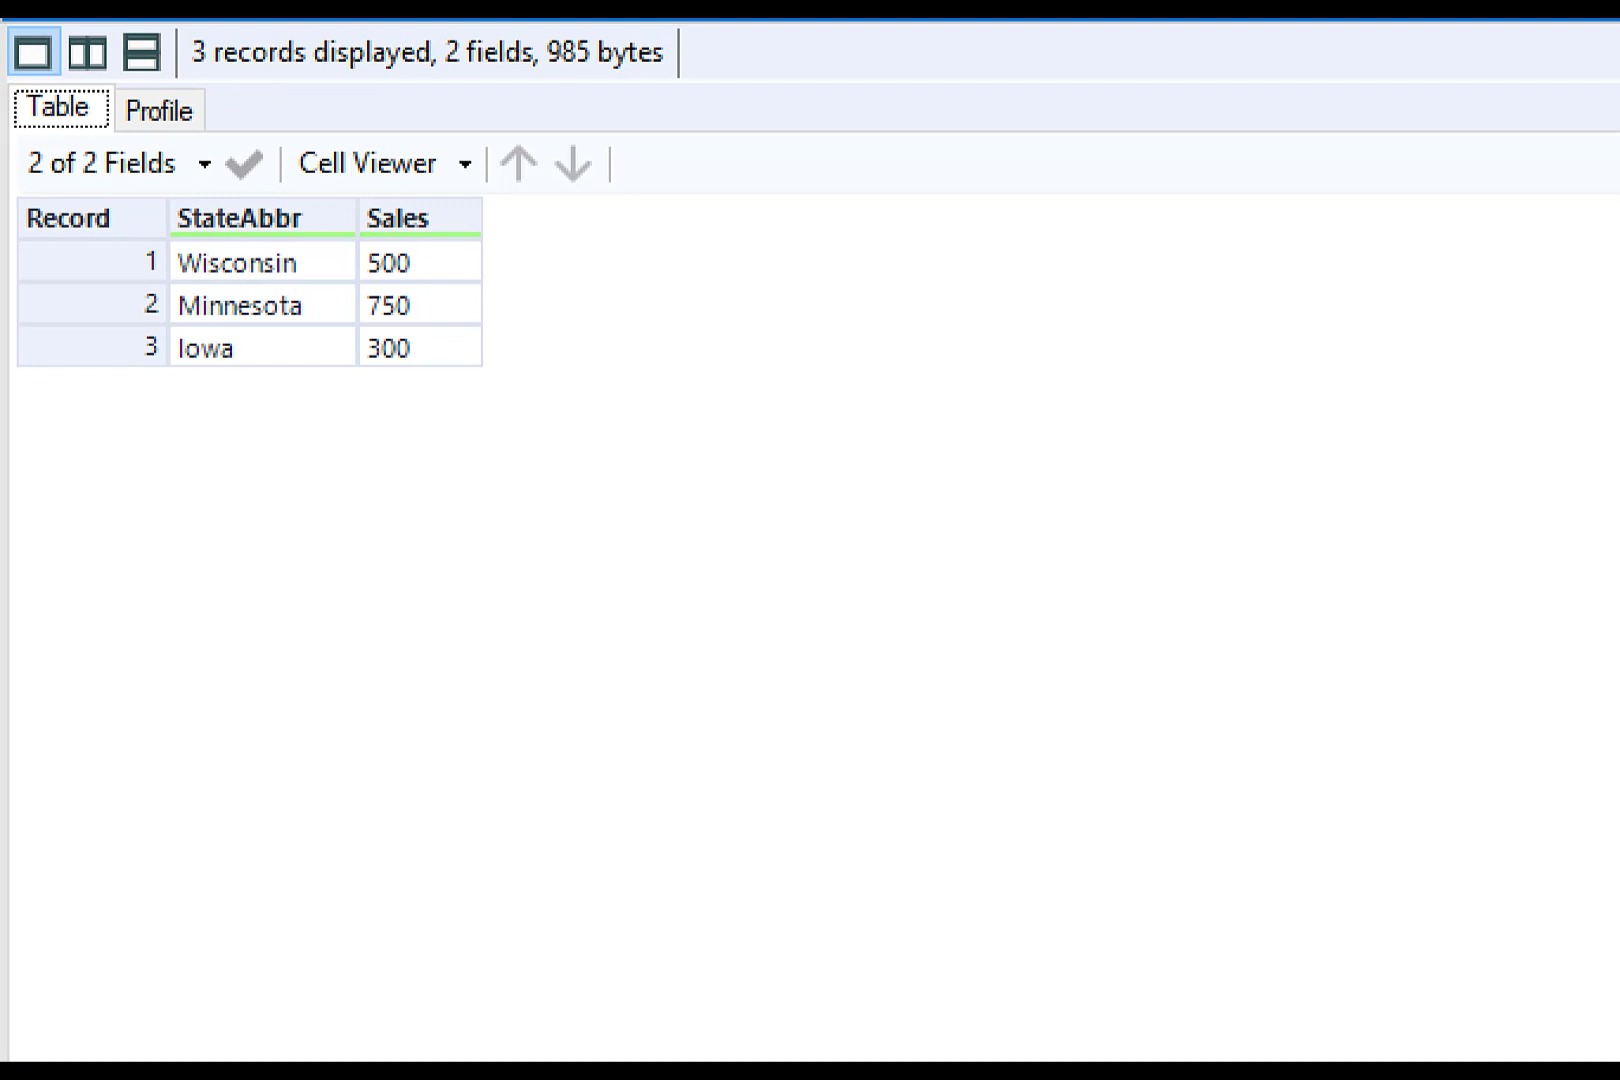 3 records displayed, 2 fields, 985 bytes
Table Profile
2 of 2 Fields Cell Viewer
Record StateAbbr Sales
1 Wisconsin 500
2 Minnesota 750
3 Iowa 300